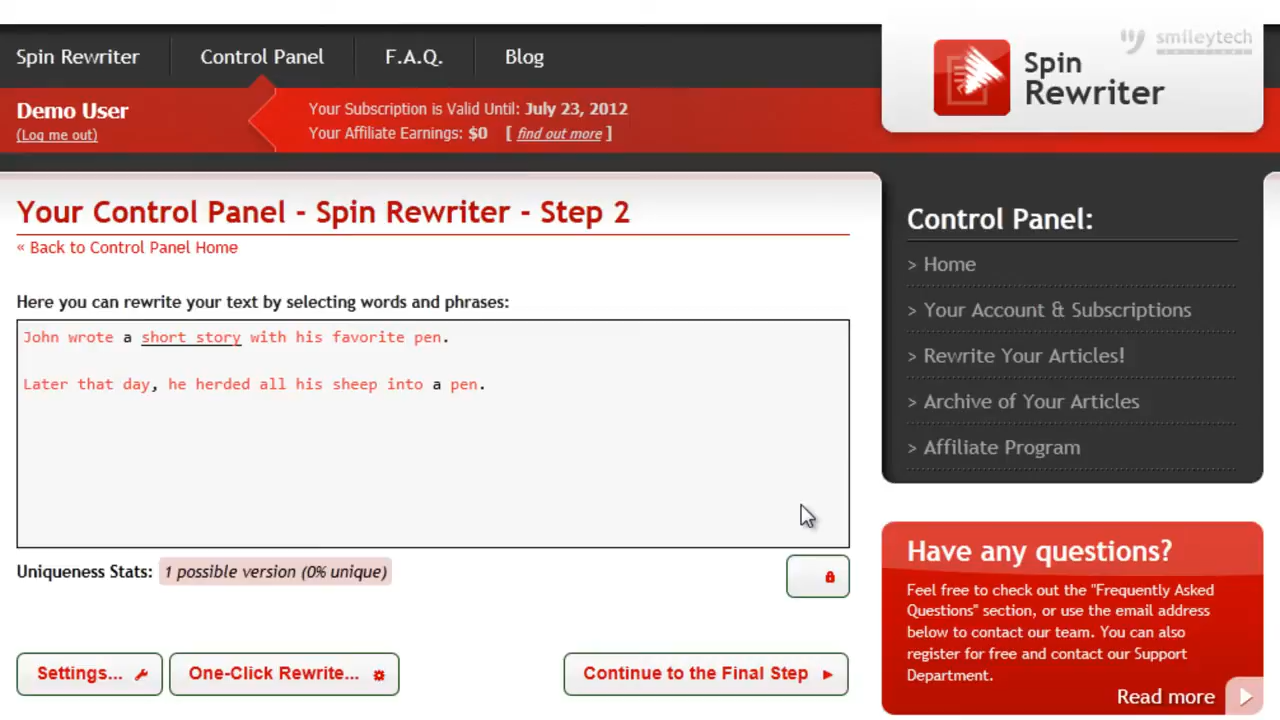 Spin Rewriter
Control Panel
F.A.Q.
Blog
smileytech
SOLUTIONS
Spin
Rewriter
Demo User
(Log me out)
Your Subscription is Valid Until: July 23, 2012
Your Affiliate Earnings: $0 [ find out more ]
Your Control Panel - Spin Rewriter - Step 2
« Back to Control Panel Home
Here you can rewrite your text by selecting words and phrases:
John wrote a short story with his favorite pen.
Later that day, he herded all his sheep into a pen.
Uniqueness Stats: 1 possible version (0% unique)
Settings...
One-Click Rewrite...
Continue to the Final Step
Control Panel:
> Home
> Your Account & Subscriptions
> Rewrite Your Articles!
> Archive of Your Articles
> Affiliate Program
Have any questions?
Feel free to check out the "Frequently Asked
Questions" section, or use the email address
below to contact our team. You can also
register for free and contact our Support
Department.
Read more